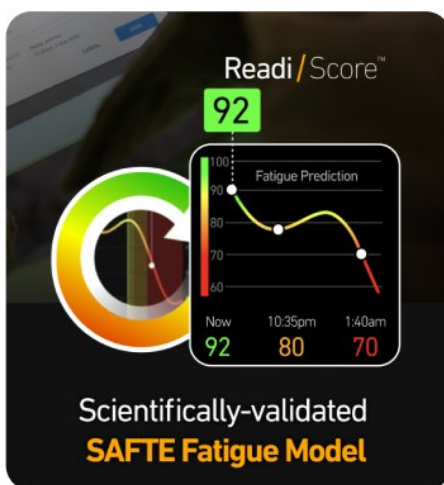 Readi/Score™
92
100
Fatigue Prediction
90
80
70
60
Now 10:35pm 1:40am
92 80 70
Scientifically-validated
SAFTE Fatigue Model